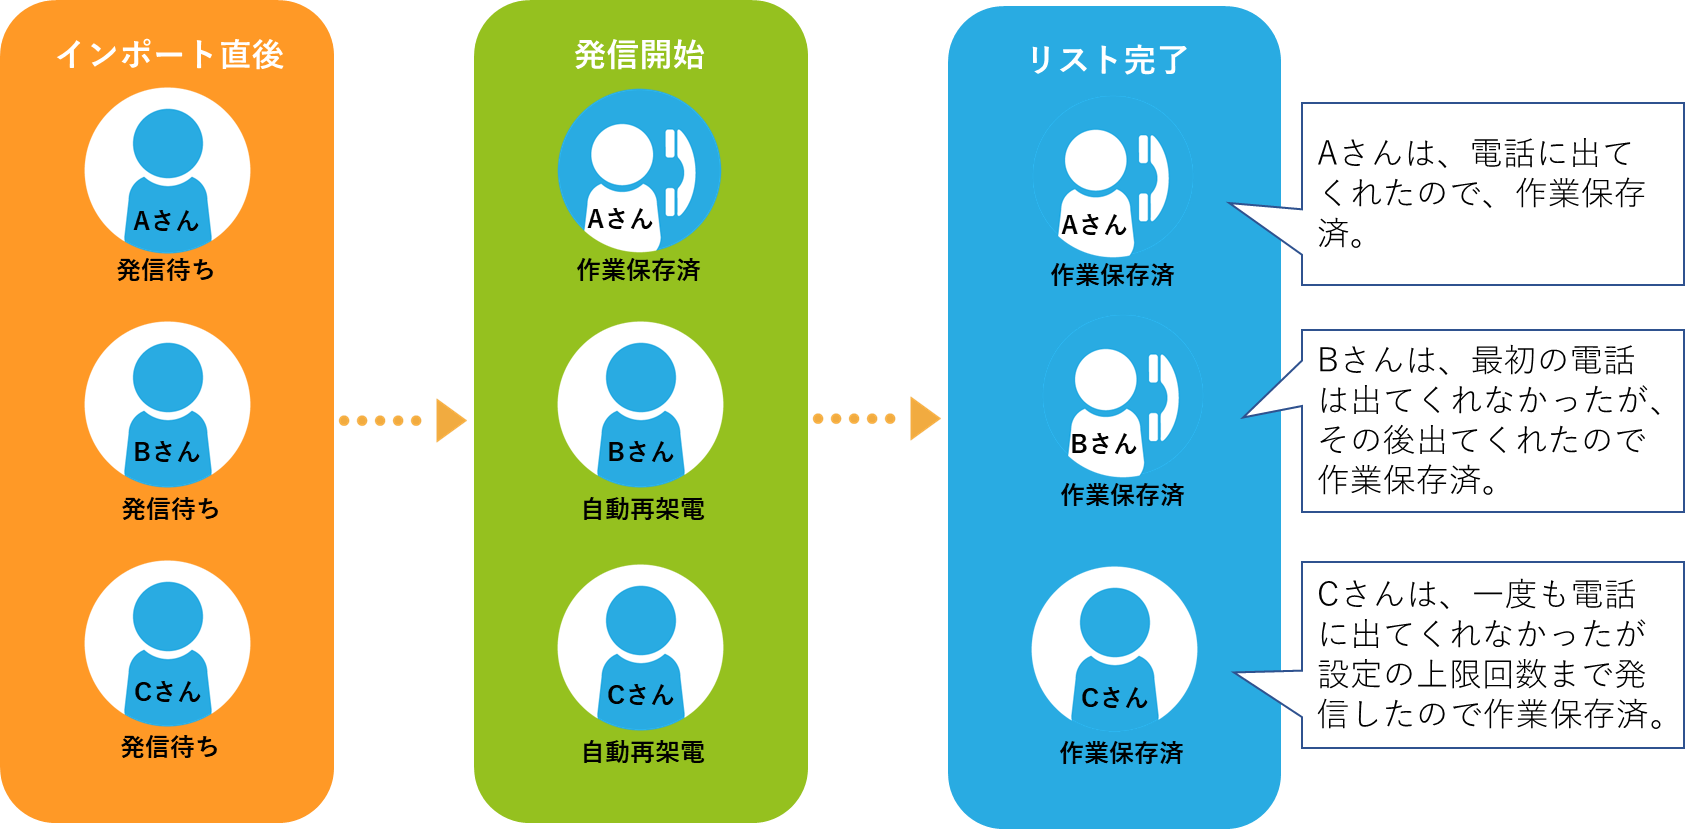 インポート直後
Aさん
発信待ち
Bさん
発信待ち
Cさん
発信待ち
発信開始
Aさん
作業保存済
Bさん
自動再架電
Cさん
自動再架電
リスト完了
Aさん
作業保存済
Bさん
作業保存済
Cさん
作業保存済
Aさんは、電話に出て
くれたので、作業保存
済。
Bさんは、最初の電話
は出てくれなかったが、
その後出てくれたので
作業保存済。
Cさんは、一度も電話
に出てくれなかったが
設定の上限回数まで発
信したので作業保存済。